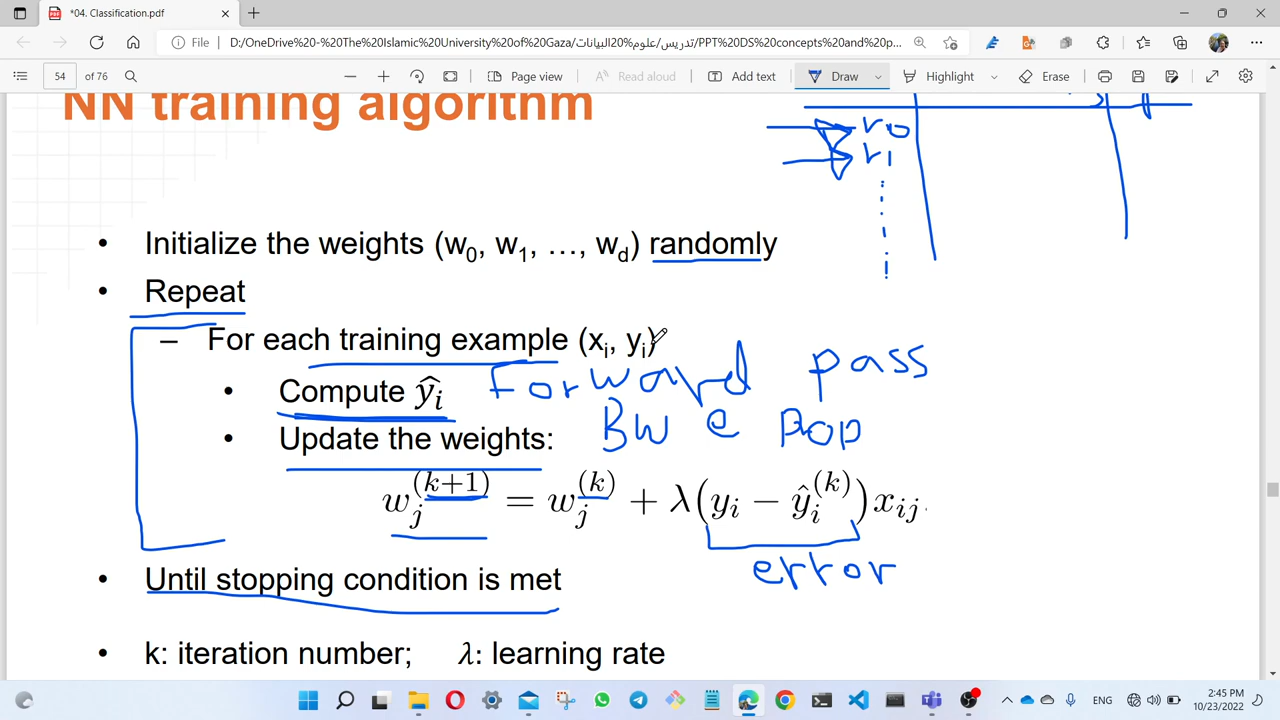 *04. Classification.pdf
File D:/OneDrive%20-%20The%20Islamic%20University%20of%20Gaza/تدريس/علوم%20البيانات/PPT%20DS%20concepts%20and%20p...
54 of 76 Page view Read aloud Add text Draw Highlight Erase
NN training algorithm
r0
r1
• Initialize the weights (w0, w1, …, wd) randomly
• Repeat
– For each training example (xi, yi)
Forward pass
• Compute ŷi
BW e prop
• Update the weights:
wj^(k+1) = wj^(k) + λ(yi − ŷi^(k))xij.
error
• Until stopping condition is met
• k: iteration number; λ: learning rate
ENG 2:45 PM
10/23/2022